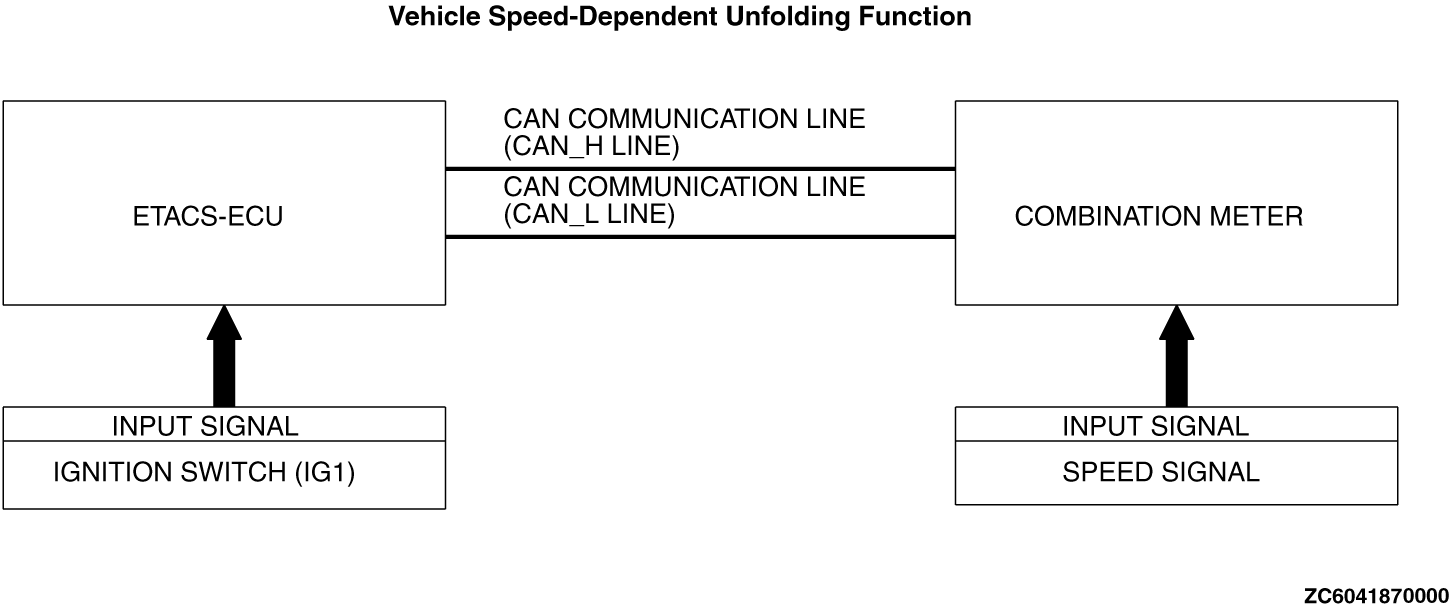 Vehicle Speed-Dependent Unfolding Function
CAN COMMUNICATION LINE
(CAN_H LINE)
CAN COMMUNICATION LINE
(CAN_L LINE)
ETACS-ECU
COMBINATION METER
INPUT SIGNAL
IGNITION SWITCH (IG1)
INPUT SIGNAL
SPEED SIGNAL
ZC6041870000